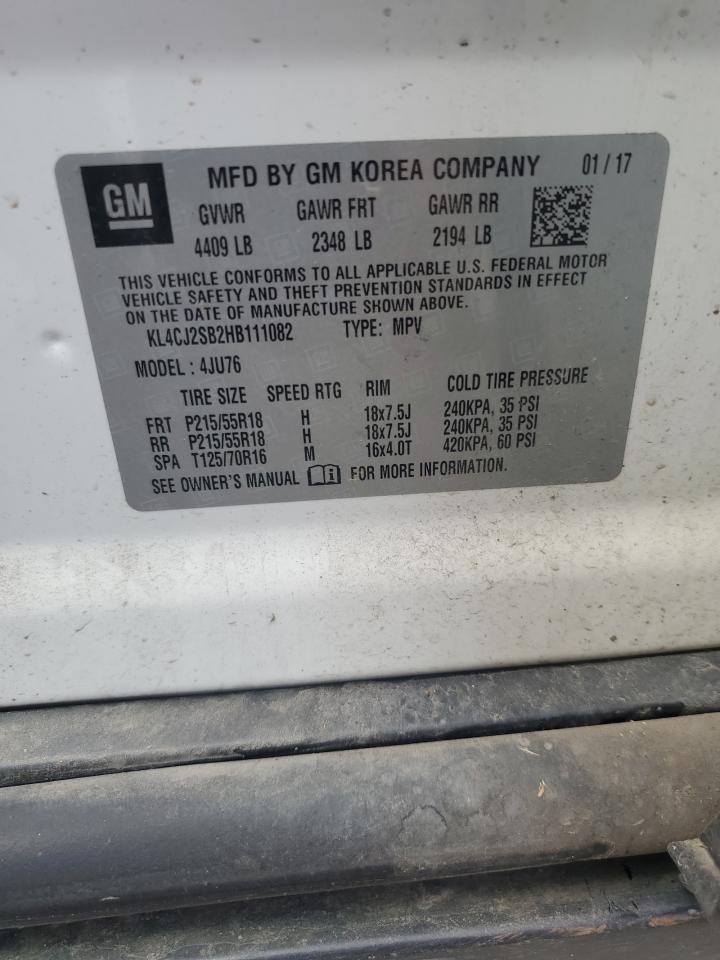 GM
MFD BY GM KOREA COMPANY 01 / 17
GVWR GAWR FRT GAWR RR
4409 LB 2348 LB 2194 LB
THIS VEHICLE CONFORMS TO ALL APPLICABLE U.S. FEDERAL MOTOR
VEHICLE SAFETY AND THEFT PREVENTION STANDARDS IN EFFECT
ON THE DATE OF MANUFACTURE SHOWN ABOVE.
KL4CJ2SB2HB111082 TYPE: MPV
MODEL : 4JU76
TIRE SIZE SPEED RTG RIM COLD TIRE PRESSURE
FRT P215/55R18 H 18x7.5J 240KPA, 35 PSI
RR P215/55R18 H 18x7.5J 240KPA, 35 PSI
SPA T125/70R16 M 16x4.0T 420KPA, 60 PSI
SEE OWNER'S MANUAL i FOR MORE INFORMATION.